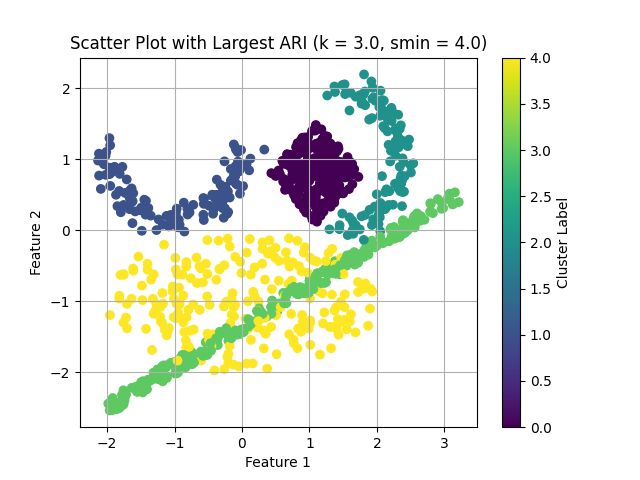 Scatter Plot with Largest ARI (k = 3.0, smin = 4.0)
2
1
0
−1
−2
Feature 2
−2 −1 0 1 2 3
Feature 1
4.0
3.5
3.0
2.5
2.0
1.5
1.0
0.5
0.0
Cluster Label